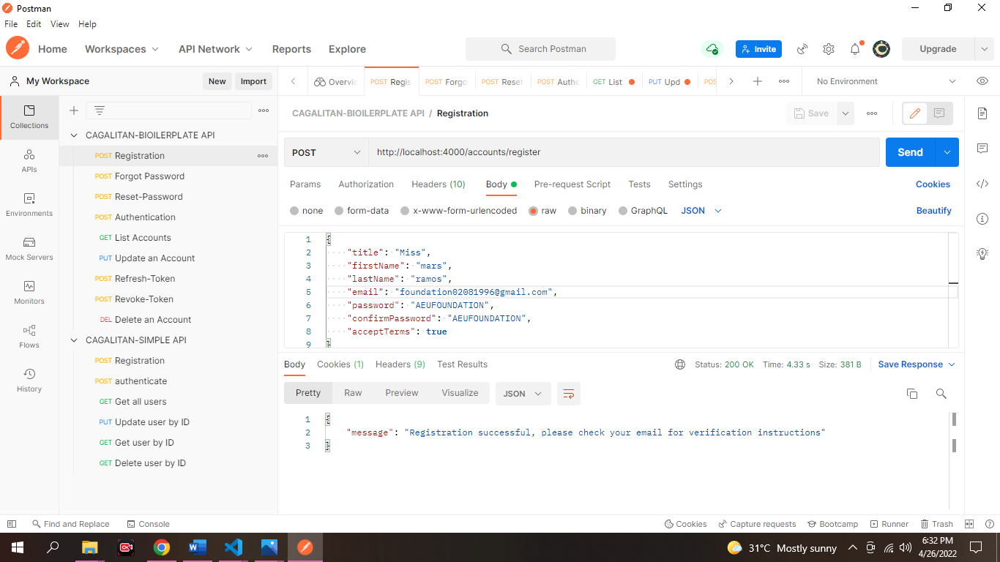 Postman
File Edit View Help
Home Workspaces API Network Reports Explore Search Postman Invite Upgrade
My Workspace New Import Overvie POST Regis POST Forgo POST Reset POST Authe GET List PUT Upd POS No Environment
CAGALITAN-BIOILERPLATE API / Registration Save
Collections
APIs
Environments
Mock Servers
Monitors
Flows
History
CAGALITAN-BIOILERPLATE API
POST Registration
POST Forgot Password
POST Reset-Password
POST Authentication
GET List Accounts
PUT Update an Account
POST Refresh-Token
POST Revoke-Token
DEL Delete an Account
CAGALITAN-SIMPLE API
POST Registration
POST authenticate
GET Get all users
PUT Update user by ID
GET Get user by ID
GET Delete user by ID
POST http://localhost:4000/accounts/register Send
Params Authorization Headers (10) Body Pre-request Script Tests Settings Cookies
none form-data x-www-form-urlencoded raw binary GraphQL JSON Beautify
1 {
2 "title": "Miss",
3 "firstName": "mars",
4 "lastName": "ramos",
5 "email": "foundation02081996@gmail.com",
6 "password": "AEUFOUNDATION",
7 "confirmPassword": "AEUFOUNDATION",
8 "acceptTerms": true
9 }
Body Cookies (1) Headers (9) Test Results Status: 200 OK Time: 4.33 s Size: 381 B Save Response
Pretty Raw Preview Visualize JSON
1 {
2 "message": "Registration successful, please check your email for verification instructions"
3 }
Find and Replace Console Cookies Capture requests Bootcamp Runner Trash
31°C Mostly sunny 6:32 PM
4/26/2022